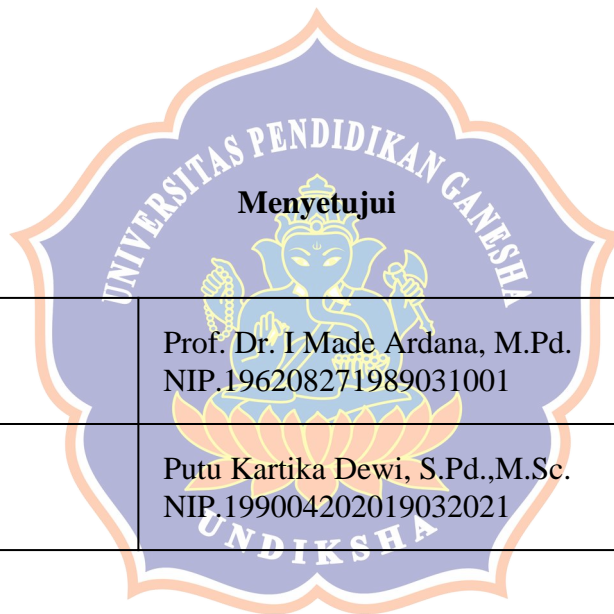 UNIVERSITAS PENDIDIKAN GANESHA
Menyetujui
Prof. Dr. I Made Ardana, M.Pd.
NIP.196208271989031001
Putu Kartika Dewi, S.Pd.,M.Sc.
NIP.199004202019032021
UNDIKSHA